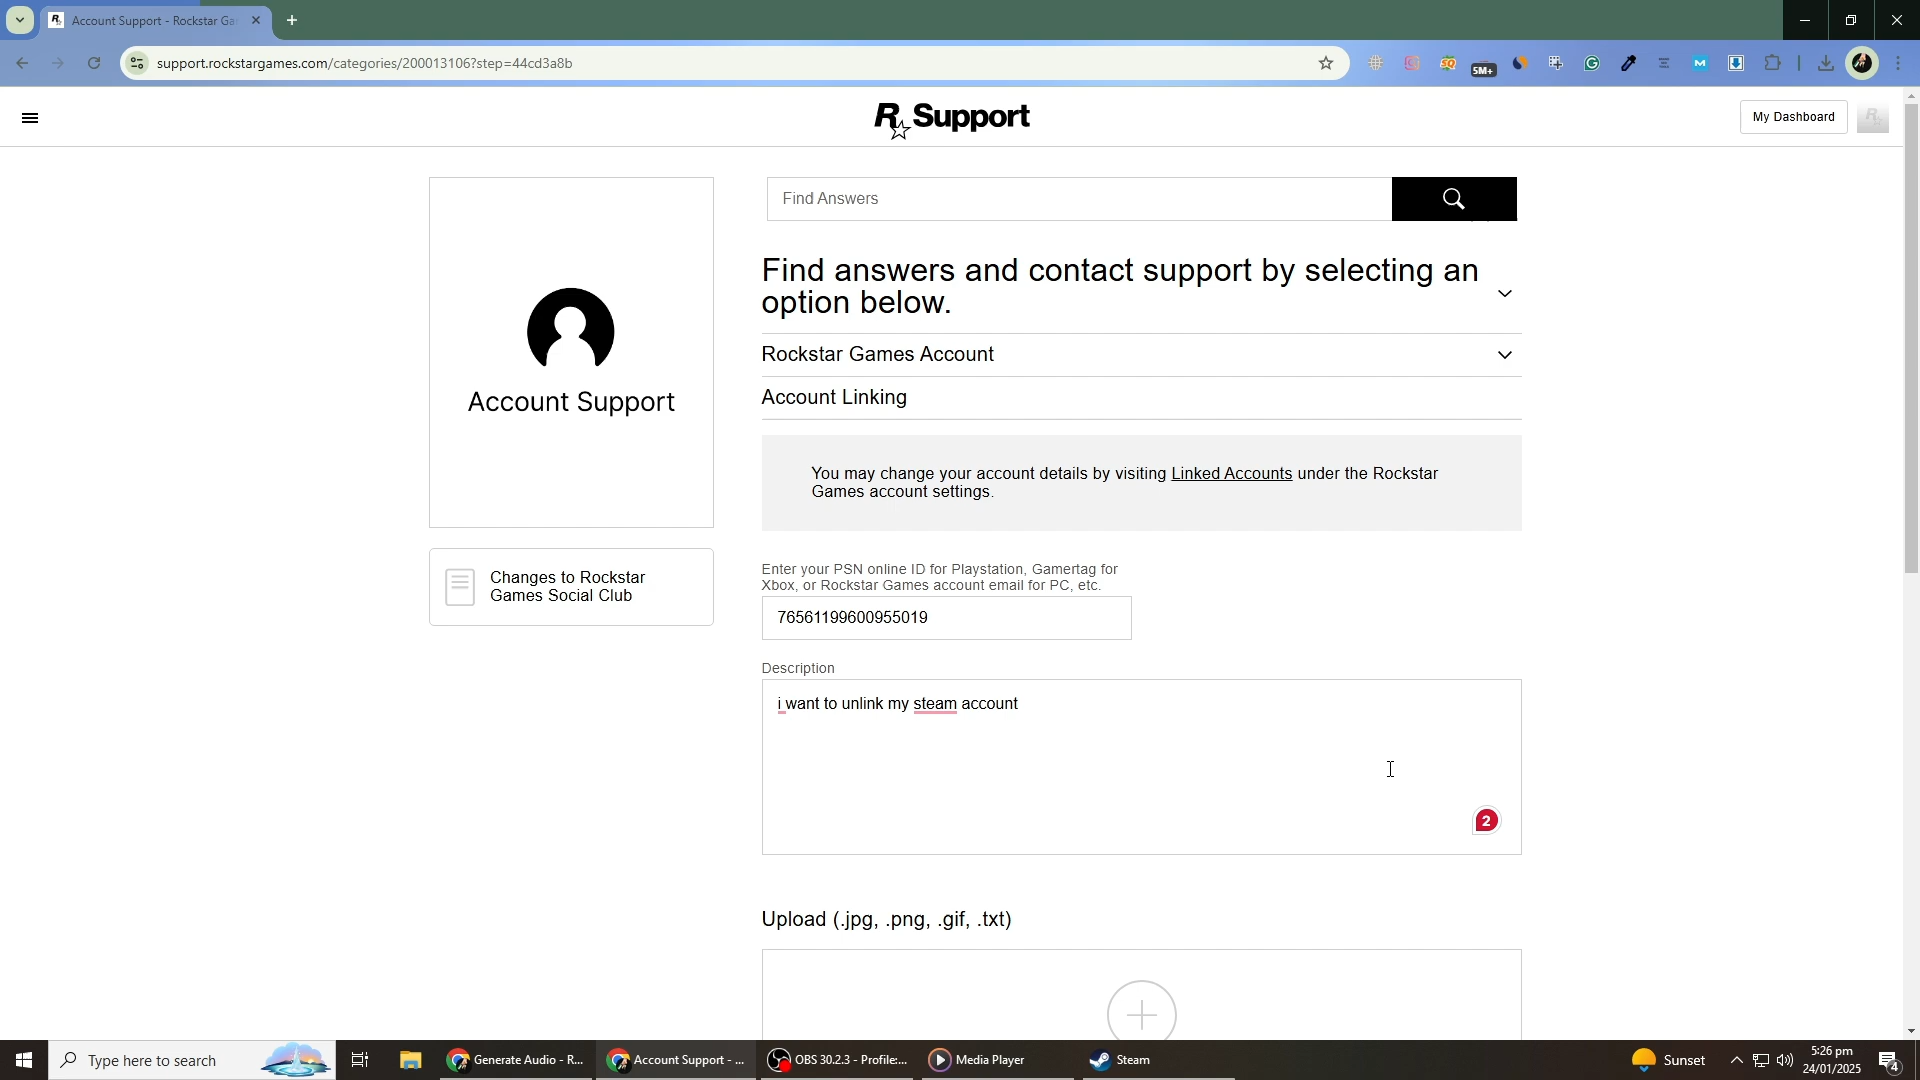 Account Support - Rockstar Ga
support.rockstargames.com/categories/200013106?step=44cd3a8b
5M+
R Support
My Dashboard
Find Answers
Find answers and contact support by selecting an
option below.
Rockstar Games Account
Account Linking
Account Support
You may change your account details by visiting Linked Accounts under the Rockstar
Games account settings.
Changes to Rockstar
Games Social Club
Enter your PSN online ID for Playstation, Gamertag for
Xbox, or Rockstar Games account email for PC, etc.
76561199600955019
Description
i want to unlink my steam account
2
Upload (.jpg, .png, .gif, .txt)
Type here to search
Generate Audio - R...
Account Support - ...
OBS 30.2.3 - Profile:...
Media Player
Steam
Sunset
5:26 pm
24/01/2025
4